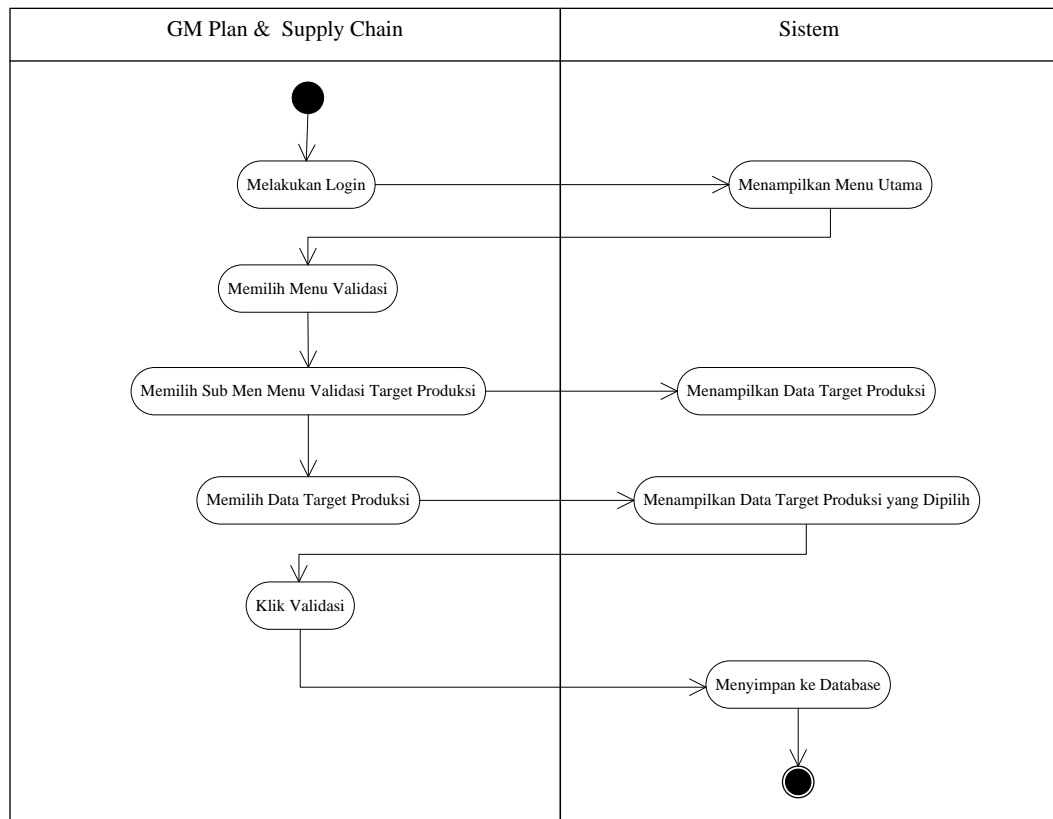 GM Plan & Supply Chain
Sistem
Melakukan Login
Menampilkan Menu Utama
Memilih Menu Validasi
Memilih Sub Men Menu Validasi Target Produksi
Menampilkan Data Target Produksi
Memilih Data Target Produksi
Menampilkan Data Target Produksi yang Dipilih
Klik Validasi
Menyimpan ke Database